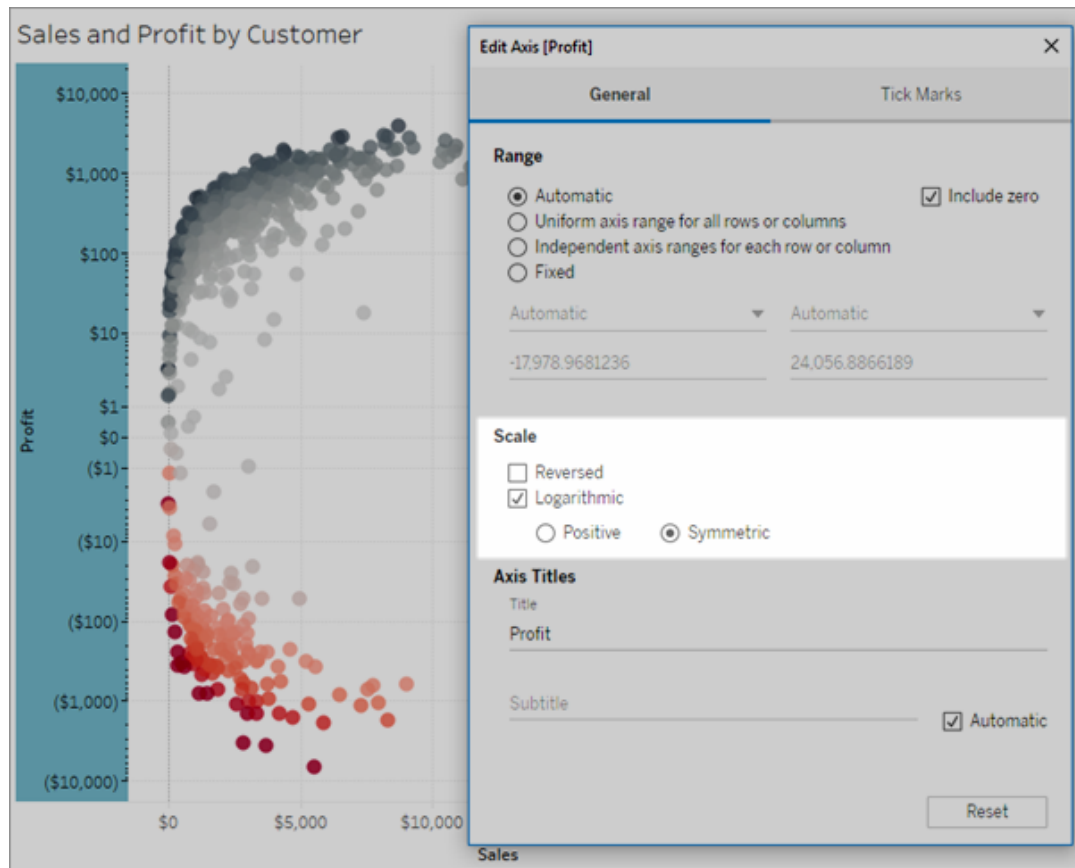 Sales and Profit by Customer
$10,000
$1,000
$100
$10
$1
$0
($1)
($10)
($100)
($1,000)
($10,000)
Profit
$0
$5,000
$10,000
Sales
Edit Axis [Profit]
General
Tick Marks
Range
Automatic
Include zero
Uniform axis range for all rows or columns
Independent axis ranges for each row or column
Fixed
Automatic
Automatic
-17,978.9681236
24,056.8866189
Scale
Reversed
Logarithmic
Positive
Symmetric
Axis Titles
Title
Profit
Subtitle
Automatic
Reset